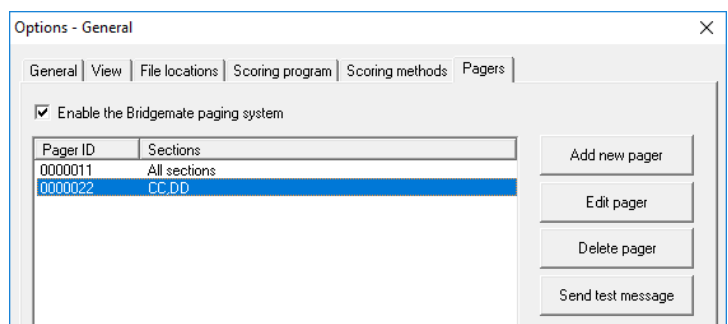 Options - General
General View File locations Scoring program Scoring methods Pagers
Enable the Bridgemate paging system
Pager ID Sections
0000011 All sections
0000022 CC,DD
Add new pager
Edit pager
Delete pager
Send test message